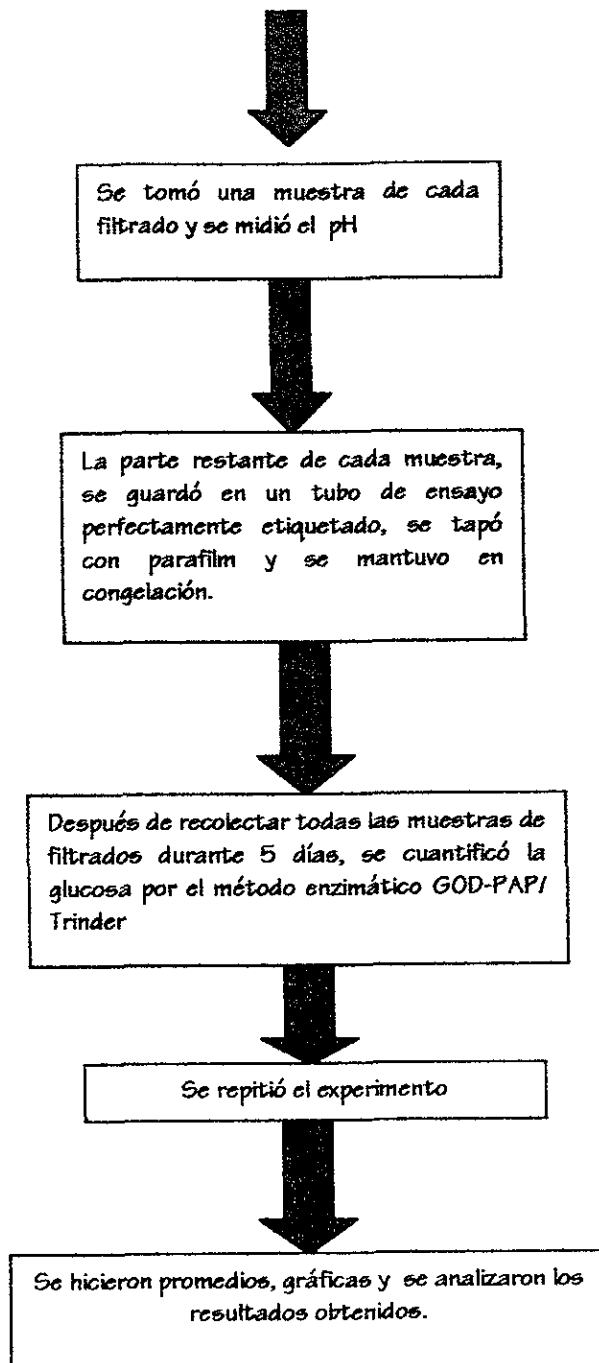 Se tomó una muestra de cada
filtrado y se midió el pH
La parte restante de cada muestra,
se guardó en un tubo de ensayo
perfectamente etiquetado, se tapó
con parafilm y se mantuvo en
congelación.
Después de recolectar todas las muestras de
filtrados durante 5 días, se cuantificó la
glucosa por el método enzimático GOD-PAP/
Trinder
Se repitió el experimento
Se hicieron promedios, gráficas y se analizaron los
resultados obtenidos.